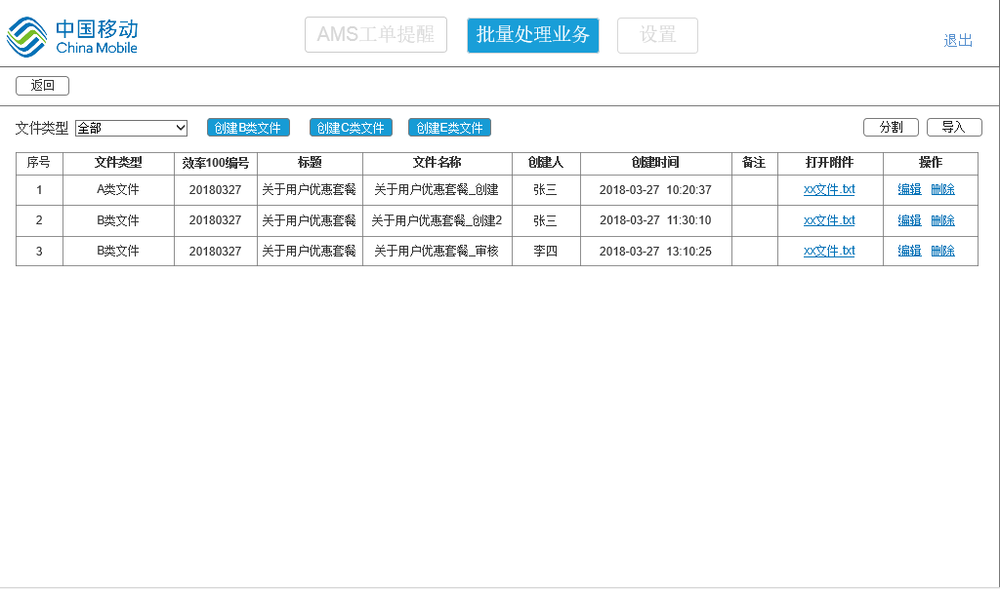 中国移动
China Mobile
AMS工单提醒 批量处理业务 设置
退出
返回
文件类型 全部 创建B类文件 创建C类文件 创建E类文件 分割 导入
序号 文件类型 效率100编号 标题 文件名称 创建人 创建时间 备注 打开附件 操作
1 A类文件 20180327 关于用户优惠套餐 关于用户优惠套餐_创建 张三 2018-03-27 10:20:37 xx文件.txt 编辑 删除
2 B类文件 20180327 关于用户优惠套餐 关于用户优惠套餐_创建2 张三 2018-03-27 11:30:10 xx文件.txt 编辑 删除
3 B类文件 20180327 关于用户优惠套餐 关于用户优惠套餐_审核 李四 2018-03-27 13:10:25 xx文件.txt 编辑 删除